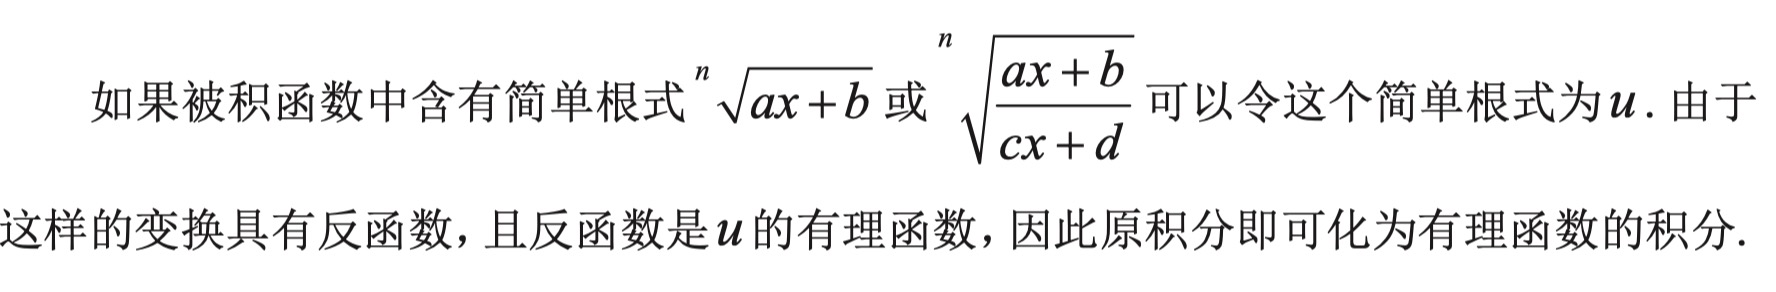 如果被积函数中含有简单根式 $\sqrt[n]{ax+b}$ 或 $\sqrt[n]{\dfrac{ax+b}{cx+d}}$ 可以令这个简单根式为 $u$ . 由于
这样的变换具有反函数, 且反函数是 $u$ 的有理函数, 因此原积分即可化为有理函数的积分.